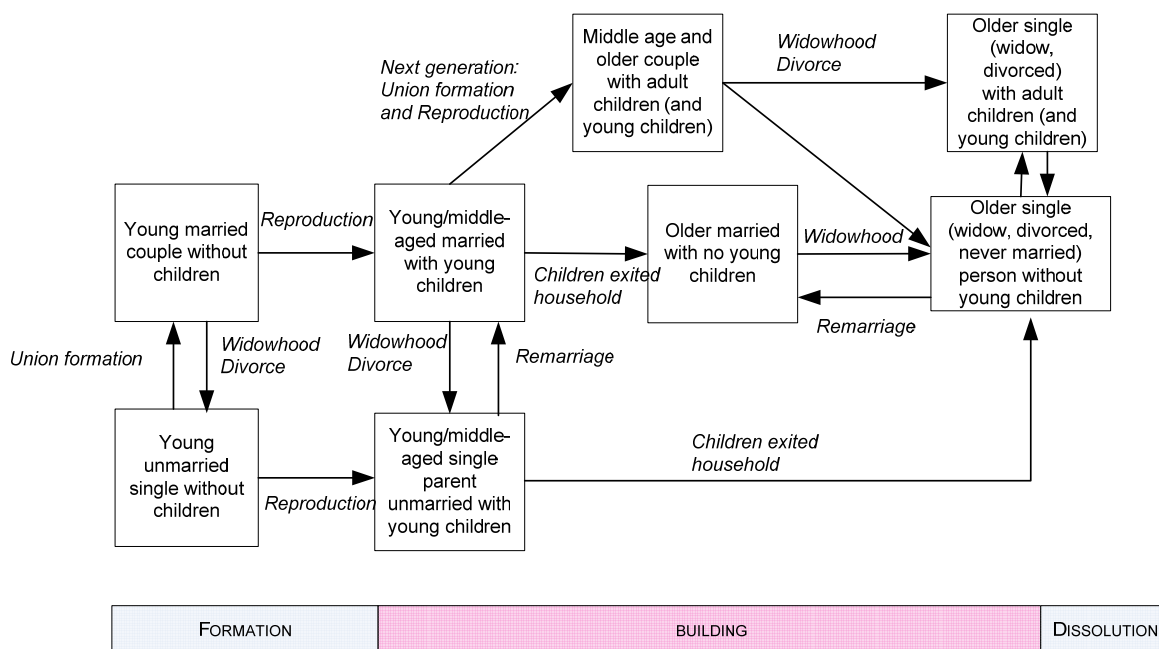 Next generation:
Union formation
and Reproduction
Middle age and
older couple
with adult
children (and
young children)
Widowhood
Divorce
Older single
(widow,
divorced)
with adult
children (and
young children)
Young married
couple without
children
Reproduction
Young/middle-
aged married
with young
children
Children exited
household
Older married
with no young
children
Widowhood
Remarriage
Older single
(widow, divorced,
never married)
person without
young children
Union formation
Widowhood
Divorce
Widowhood
Divorce
Remarriage
Young
unmarried
single without
children
Reproduction
Young/middle-
aged single
parent
unmarried with
young children
Children exited
household
FORMATION
BUILDING
DISSOLUTION